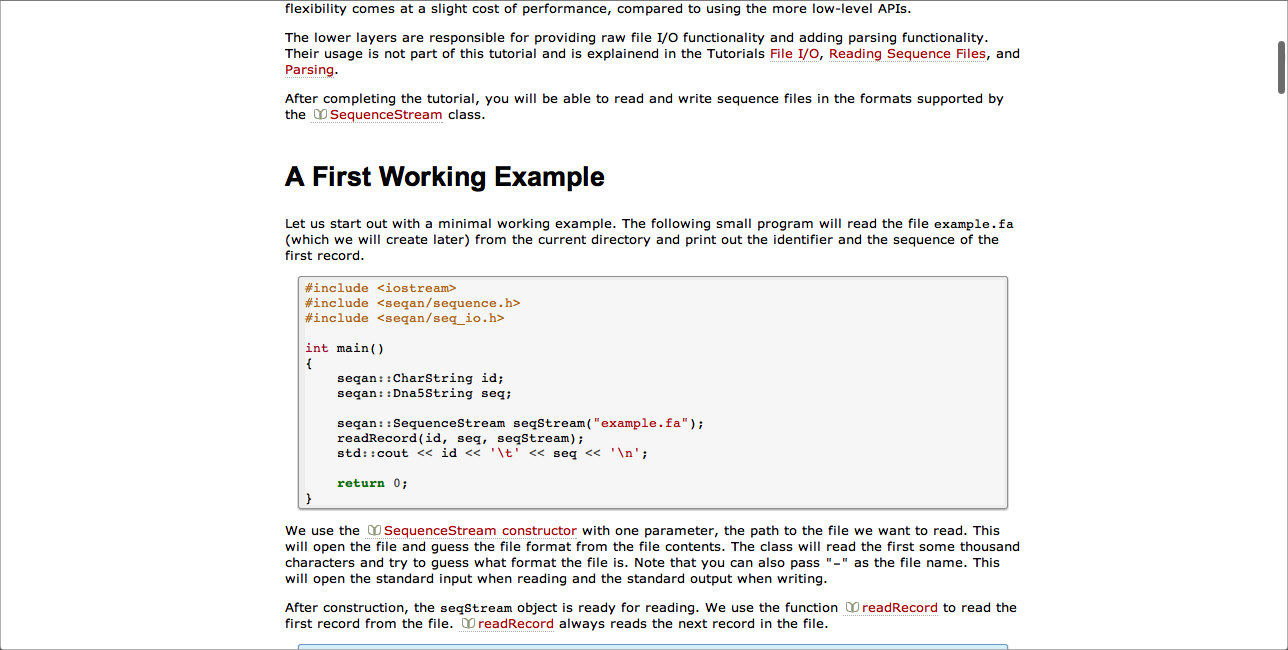 flexibility comes at a slight cost of performance, compared to using the more low-level APIs.
The lower layers are responsible for providing raw file I/O functionality and adding parsing functionality.
Their usage is not part of this tutorial and is explainend in the Tutorials File I/O, Reading Sequence Files, and
Parsing.
After completing the tutorial, you will be able to read and write sequence files in the formats supported by
the SequenceStream class.
A First Working Example
Let us start out with a minimal working example. The following small program will read the file example.fa
(which we will create later) from the current directory and print out the identifier and the sequence of the
first record.
#include <iostream>
#include <seqan/sequence.h>
#include <seqan/seq_io.h>
int main()
{
    seqan::CharString id;
    seqan::Dna5String seq;
    seqan::SequenceStream seqStream("example.fa");
    readRecord(id, seq, seqStream);
    std::cout << id << '\t' << seq << '\n';
    return 0;
}
We use the SequenceStream constructor with one parameter, the path to the file we want to read. This
will open the file and guess the file format from the file contents. The class will read the first some thousand
characters and try to guess what format the file is. Note that you can also pass "-" as the file name. This
will open the standard input when reading and the standard output when writing.
After construction, the seqStream object is ready for reading. We use the function readRecord to read the
first record from the file. readRecord always reads the next record in the file.